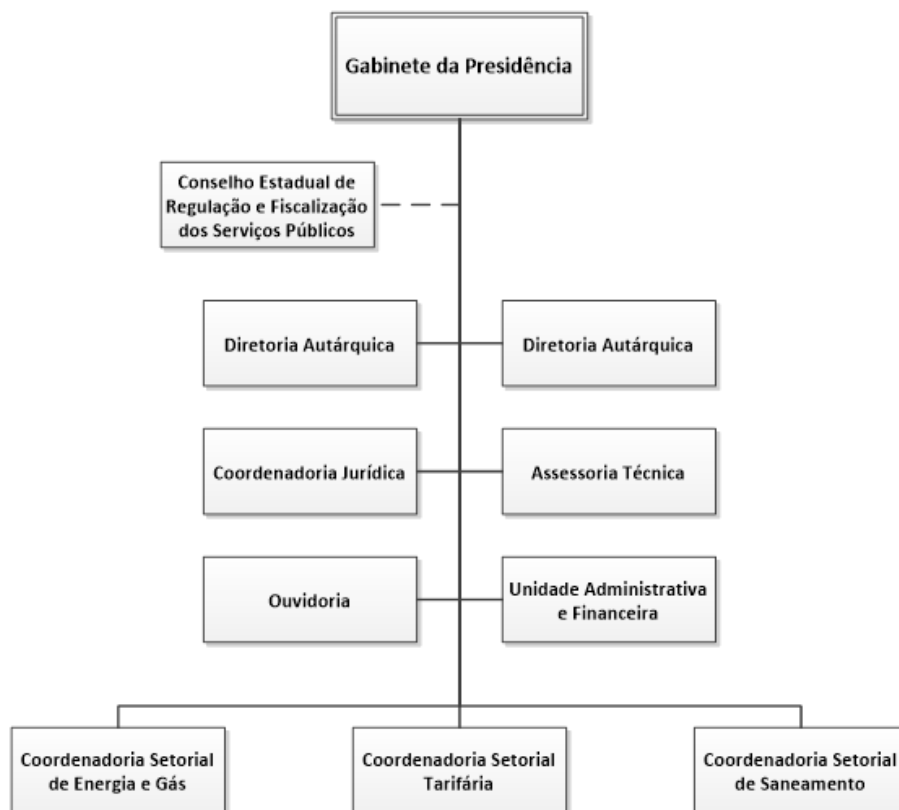 Gabinete da Presidência
Conselho Estadual de
Regulação e Fiscalização
dos Serviços Públicos
Diretoria Autárquica
Diretoria Autárquica
Coordenadoria Jurídica
Assessoria Técnica
Ouvidoria
Unidade Administrativa
e Financeira
Coordenadoria Setorial
de Energia e Gás
Coordenadoria Setorial
Tarifária
Coordenadoria Setorial
de Saneamento